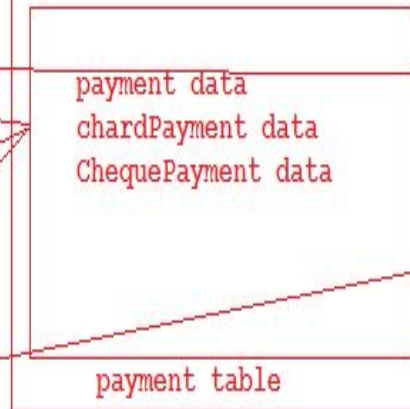 payment data
chardPayment data
ChequePayment data
payment table